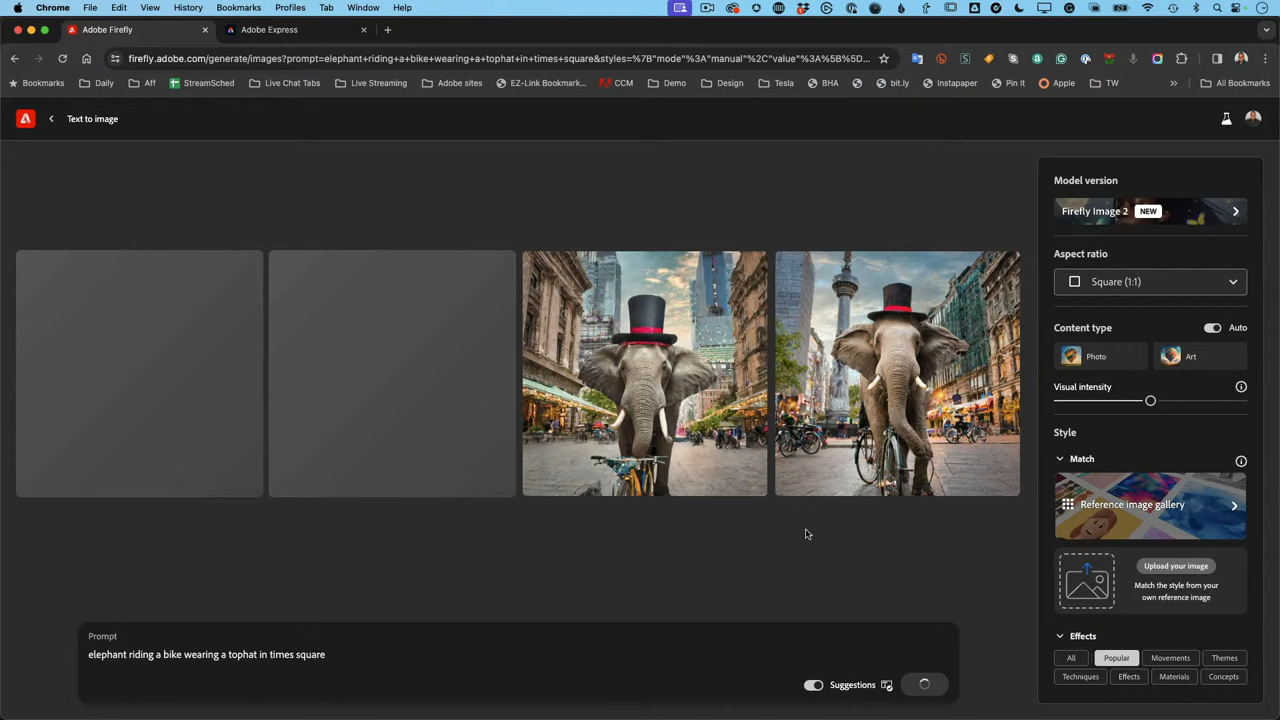 Chrome File Edit View History Bookmarks Profiles Tab Window Help
Adobe Firefly
Adobe Express
firefly.adobe.com/generate/images?prompt=elephant+riding+a+bike+wearing+a+tophat+in+times+square&styles=%7B"mode"%3A"manual"%2C"value"%3A%5B%5D...
Bookmarks Daily Aff StreamSched Live Chat Tabs Live Streaming Adobe sites EZ-Link Bookmark... CCM Demo Design Tesla BHA bit.ly Instapaper Pin It Apple TW » All Bookmarks
Text to image
Model version
Firefly Image 2 NEW
Aspect ratio
Square (1:1)
Content type Auto
Photo Art
Visual intensity
Style
Match
Reference image gallery
Upload your image
Match the style from your
own reference image
Effects
All Popular Movements Themes
Techniques Effects Materials Concepts
Prompt
elephant riding a bike wearing a tophat in times square
Suggestions